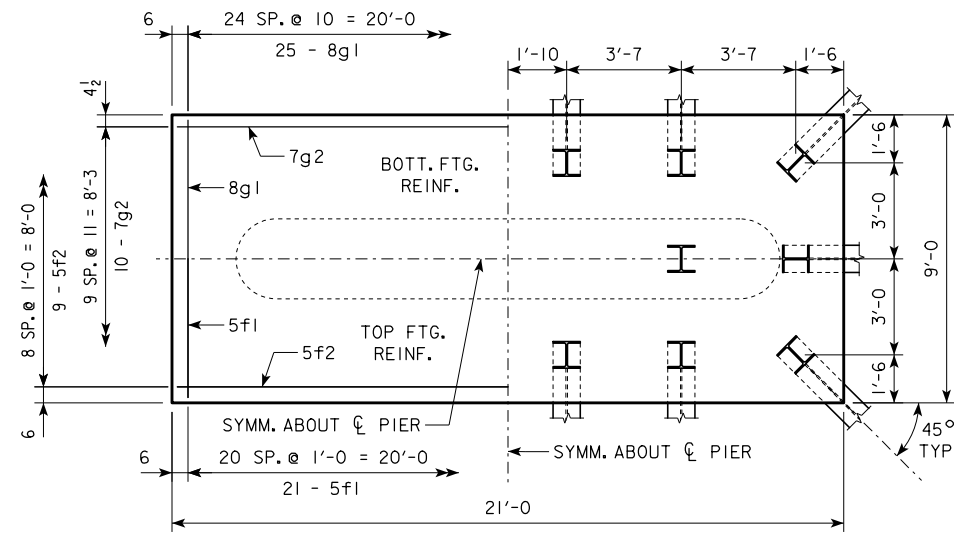 6
24 SP. @ 10 = 20'-0
25 - 8g1
1'-10
3'-7
3'-7
1'-6
4 1/2
7g2
BOTT. FTG.
REINF.
8g1
8 SP. @ 1'-0 = 8'-0
9 - 5f2
9 SP. @ 11 = 8'-3
10 - 7g2
1'-6
3'-0
3'-0
1'-6
9'-0
5f1
TOP FTG.
REINF.
5f2
6
SYMM. ABOUT ℄ PIER
SYMM. ABOUT ℄ PIER
6
20 SP. @ 1'-0 = 20'-0
21 - 5f1
45°
TYP
21'-0